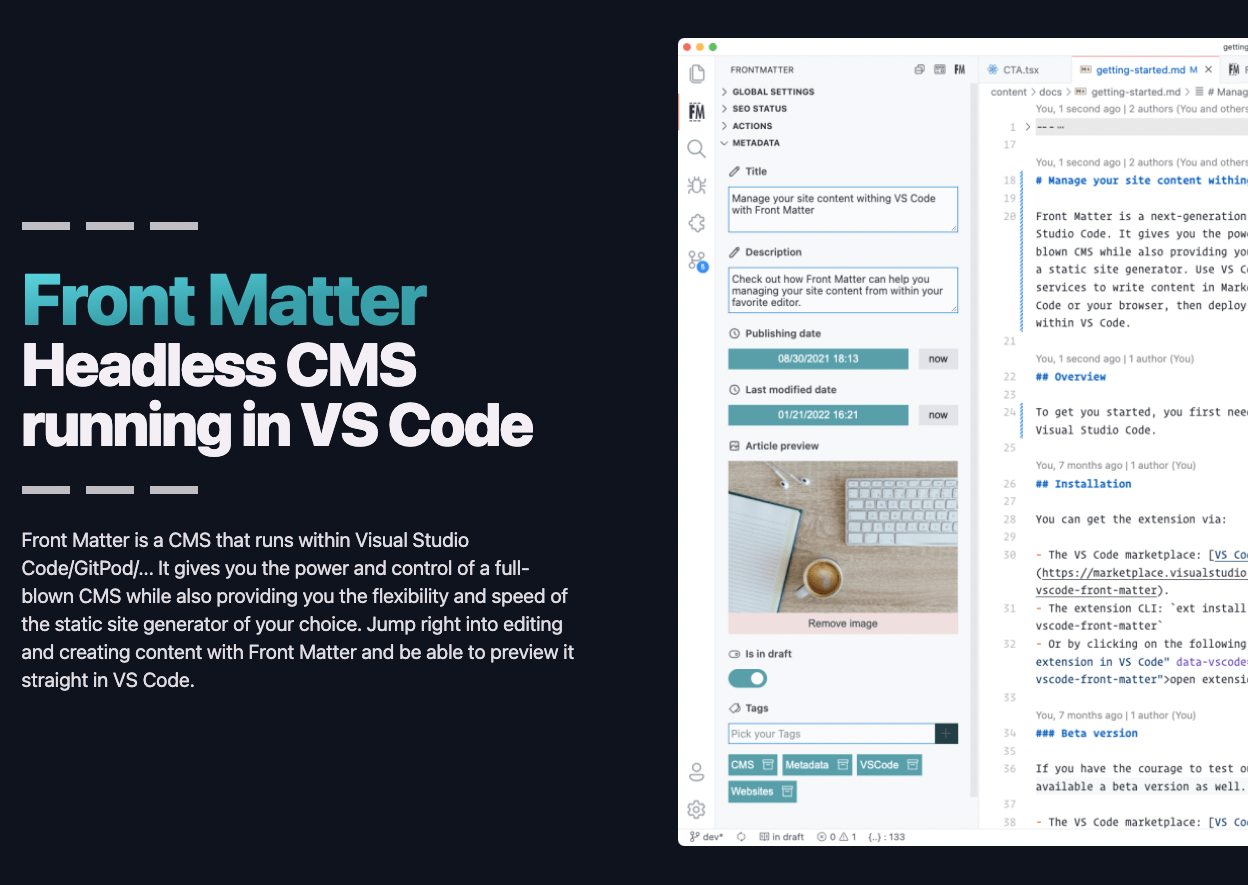 Front Matter
Headless CMS
running in VS Code
Front Matter is a CMS that runs within Visual Studio
Code/GitPod/... It gives you the power and control of a full-
blown CMS while also providing you the flexibility and speed of
the static site generator of your choice. Jump right into editing
and creating content with Front Matter and be able to preview it
straight in VS Code.
FRONTMATTER
GLOBAL SETTINGS
SEO STATUS
ACTIONS
METADATA
Title
Manage your site content withing VS Code
with Front Matter
Description
Check out how Front Matter can help you
managing your site content from within your
favorite editor.
Publishing date
08/30/2021 18:13
now
Last modified date
01/21/2022 16:21
now
Article preview
Remove image
Is in draft
Tags
Pick your Tags
CMS
Metadata
VSCode
Websites
5
dev*
in draft
0
1
{..} : 133
getting
CTA.tsx
getting-started.md M
FM
content > docs > getting-started.md > # Manag
You, 1 second ago | 2 authors (You and others
1 > ---…
17
You, 1 second ago | 2 authors (You and others
18 # Manage your site content withing
19
20 Front Matter is a next-generation
Studio Code. It gives you the powe
blown CMS while also providing you
a static site generator. Use VS Co
services to write content in Mark
Code or your browser, then deploy
within VS Code.
21
You, 1 second ago | 1 author (You)
22 ## Overview
23
24 To get you started, you first nee
Visual Studio Code.
25
You, 7 months ago | 1 author (You)
26 ## Installation
27
28 You can get the extension via:
29
30 - The VS Code marketplace: [VS Co
(https://marketplace.visualstudio
vscode-front-matter).
31 - The extension CLI: `ext install
vscode-front-matter`
32 - Or by clicking on the following
extension in VS Code" data-vscode=
vscode-front-matter">open extensi
33
You, 7 months ago | 1 author (You)
34 ### Beta version
35
36 If you have the courage to test ou
available a beta version as well.
37
38 - The VS Code marketplace: [VS Co